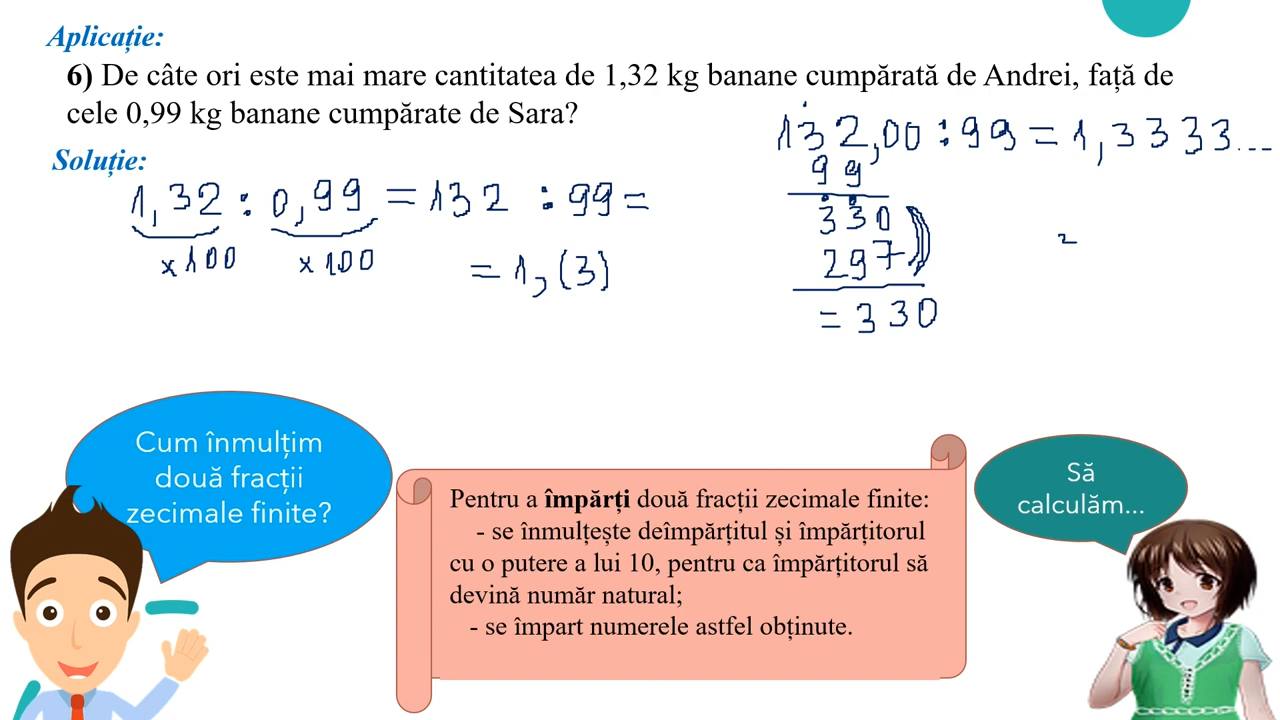 Aplicație:
6) De câte ori este mai mare cantitatea de 1,32 kg banane cumpărată de Andrei, față de
cele 0,99 kg banane cumpărate de Sara?
Soluție:
1,32 : 0,99 = 132 : 99 =
x100 x100
= 1,(3)
132,00 : 99 = 1,3333...
99
330
297
= 330
=
Cum înmulțim
două fracții
zecimale finite?
Pentru a împărți două fracții zecimale finite:
- se înmulțește deîmpărțitul și împărțitorul
cu o putere a lui 10, pentru ca împărțitorul să
devină număr natural;
- se împart numerele astfel obținute.
Să
calculăm...